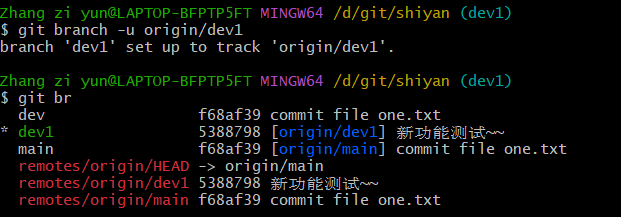 Zhang zi yun@LAPTOP-BFPTP5FT MINGW64 /d/git/shiyan (dev1)
$ git branch -u origin/dev1
branch 'dev1' set up to track 'origin/dev1'.
Zhang zi yun@LAPTOP-BFPTP5FT MINGW64 /d/git/shiyan (dev1)
$ git br
dev f68af39 commit file one.txt
* dev1 5388798 [origin/dev1] 新功能测试~~
main f68af39 [origin/main] commit file one.txt
remotes/origin/HEAD -> origin/main
remotes/origin/dev1 5388798 新功能测试~~
remotes/origin/main f68af39 commit file one.txt